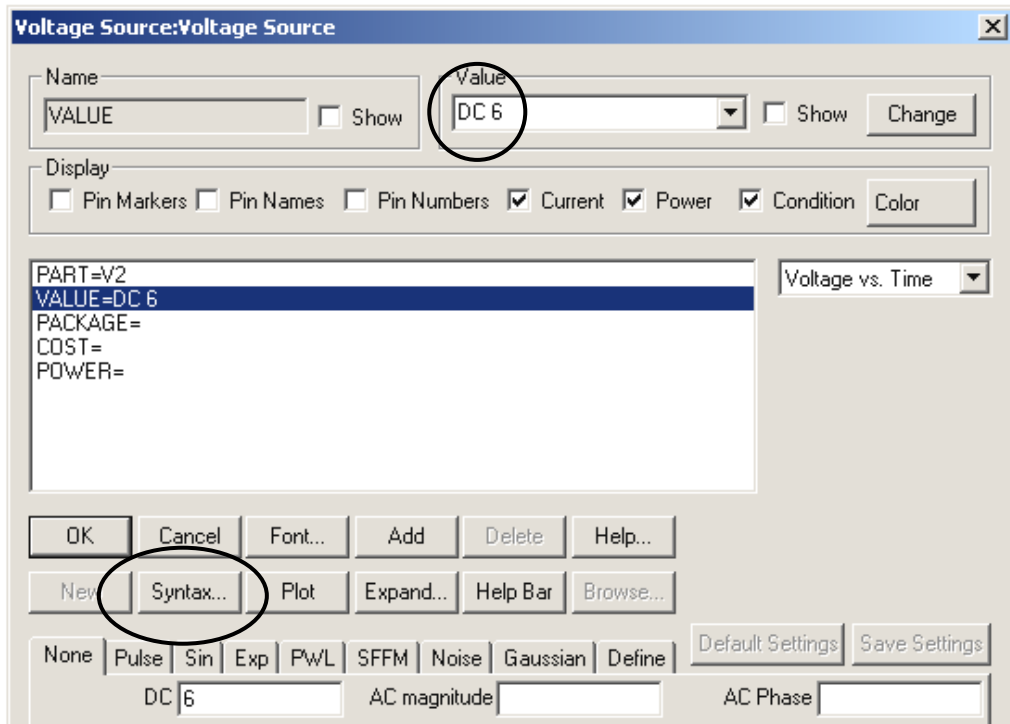 Voltage Source:Voltage Source
Name
Value
VALUE
Show
DC 6
Show
Change
Display
Pin Markers
Pin Names
Pin Numbers
Current
Power
Condition
Color
PART=V2
VALUE=DC 6
PACKAGE=
COST=
POWER=
Voltage vs. Time
OK
Cancel
Font...
Add
Delete
Help...
New
Syntax...
Plot
Expand...
Help Bar
Browse...
Default Settings
Save Settings
None
Pulse
Sin
Exp
PWL
SFFM
Noise
Gaussian
Define
DC
6
AC magnitude
AC Phase